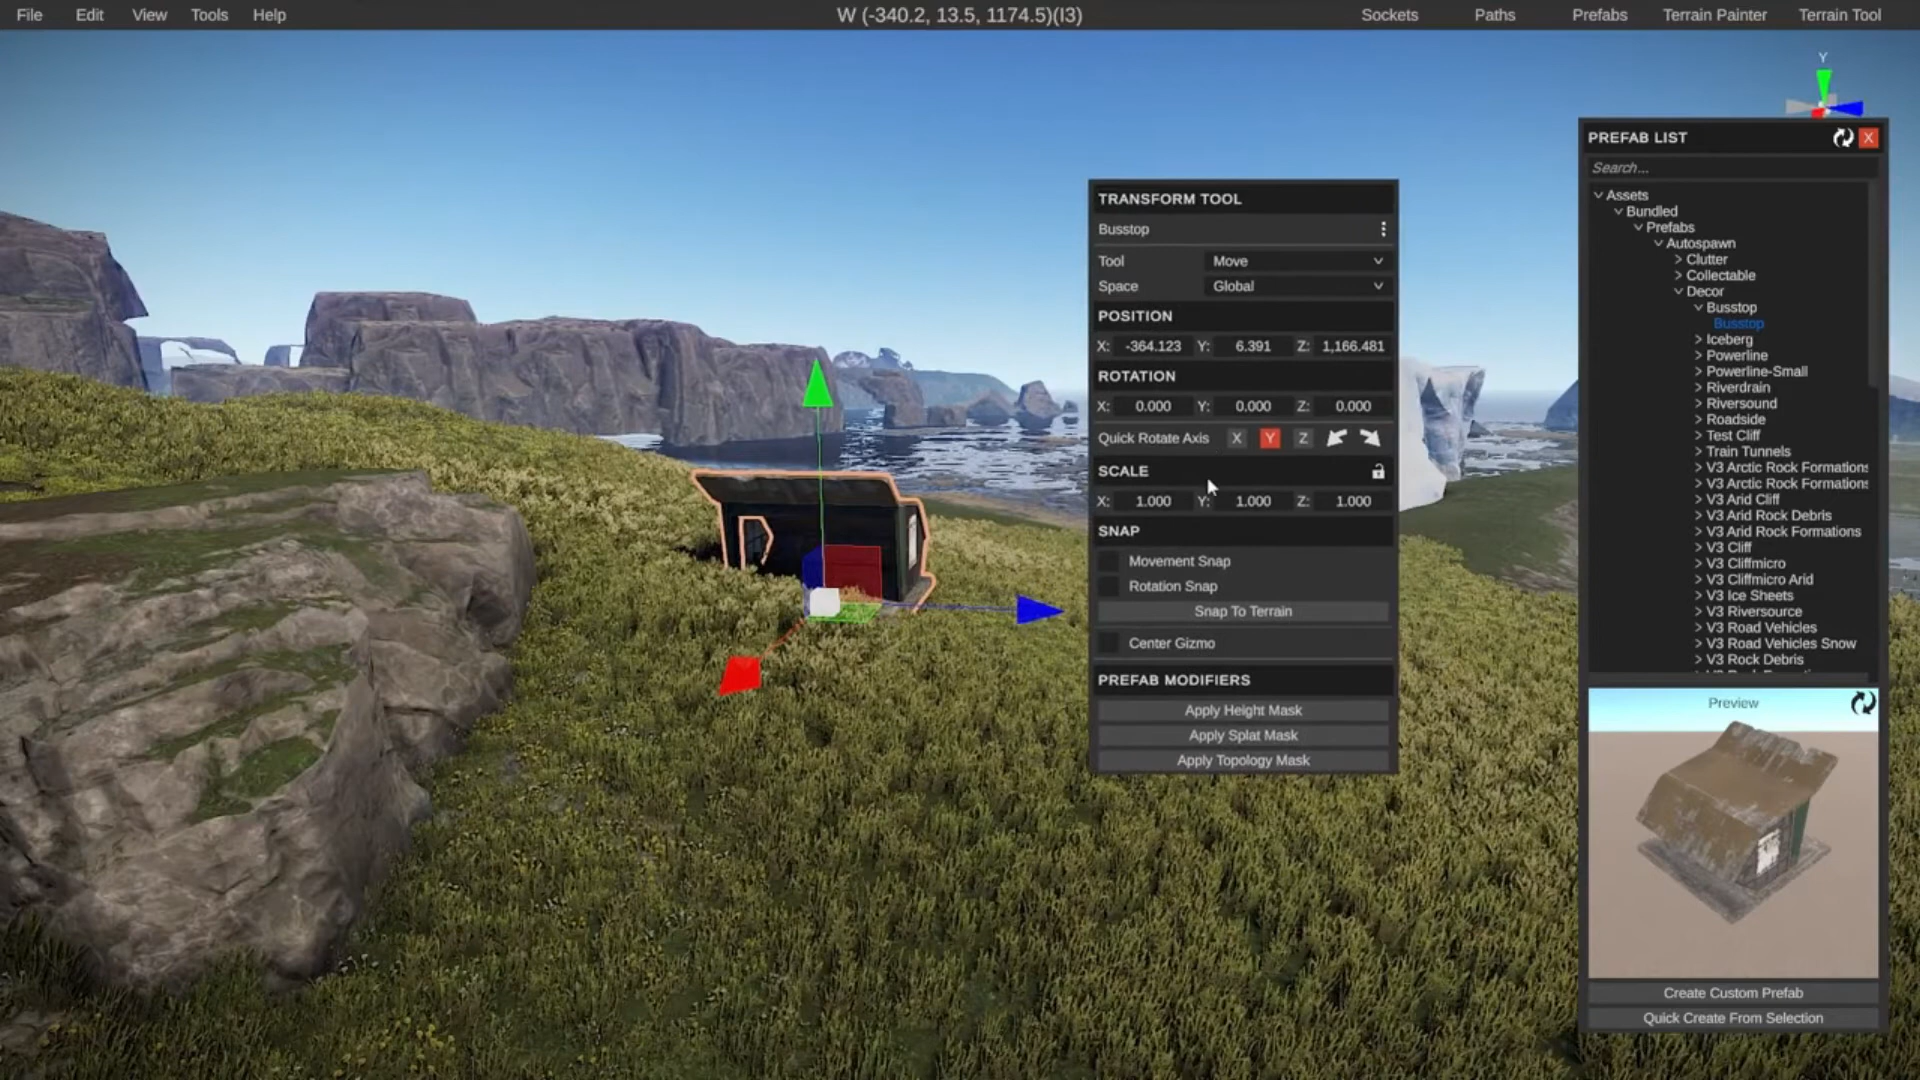 File Edit View Tools Help W (-340.2, 13.5, 1174.5)(I3) Sockets Paths Prefabs Terrain Painter Terrain Tool
Y
TRANSFORM TOOL
Busstop
Tool Move
Space Global
POSITION
X: -364.123 Y: 6.391 Z: 1,166.481
ROTATION
X: 0.000 Y: 0.000 Z: 0.000
Quick Rotate Axis X Y Z
SCALE
X: 1.000 Y: 1.000 Z: 1.000
SNAP
Movement Snap
Rotation Snap
Snap To Terrain
Center Gizmo
PREFAB MODIFIERS
Apply Height Mask
Apply Splat Mask
Apply Topology Mask
PREFAB LIST X
Search...
Assets
Bundled
Prefabs
Autospawn
Clutter
Collectable
Decor
Busstop
Busstop
Iceberg
Powerline
Powerline-Small
Riverdrain
Riversound
Roadside
Test Cliff
Train Tunnels
V3 Arctic Rock Formations
V3 Arctic Rock Formations
V3 Arid Cliff
V3 Arid Rock Debris
V3 Arid Rock Formations
V3 Cliff
V3 Cliffmicro
V3 Cliffmicro Arid
V3 Ice Sheets
V3 Riversource
V3 Road Vehicles
V3 Road Vehicles Snow
V3 Rock Debris
Preview
Create Custom Prefab
Quick Create From Selection